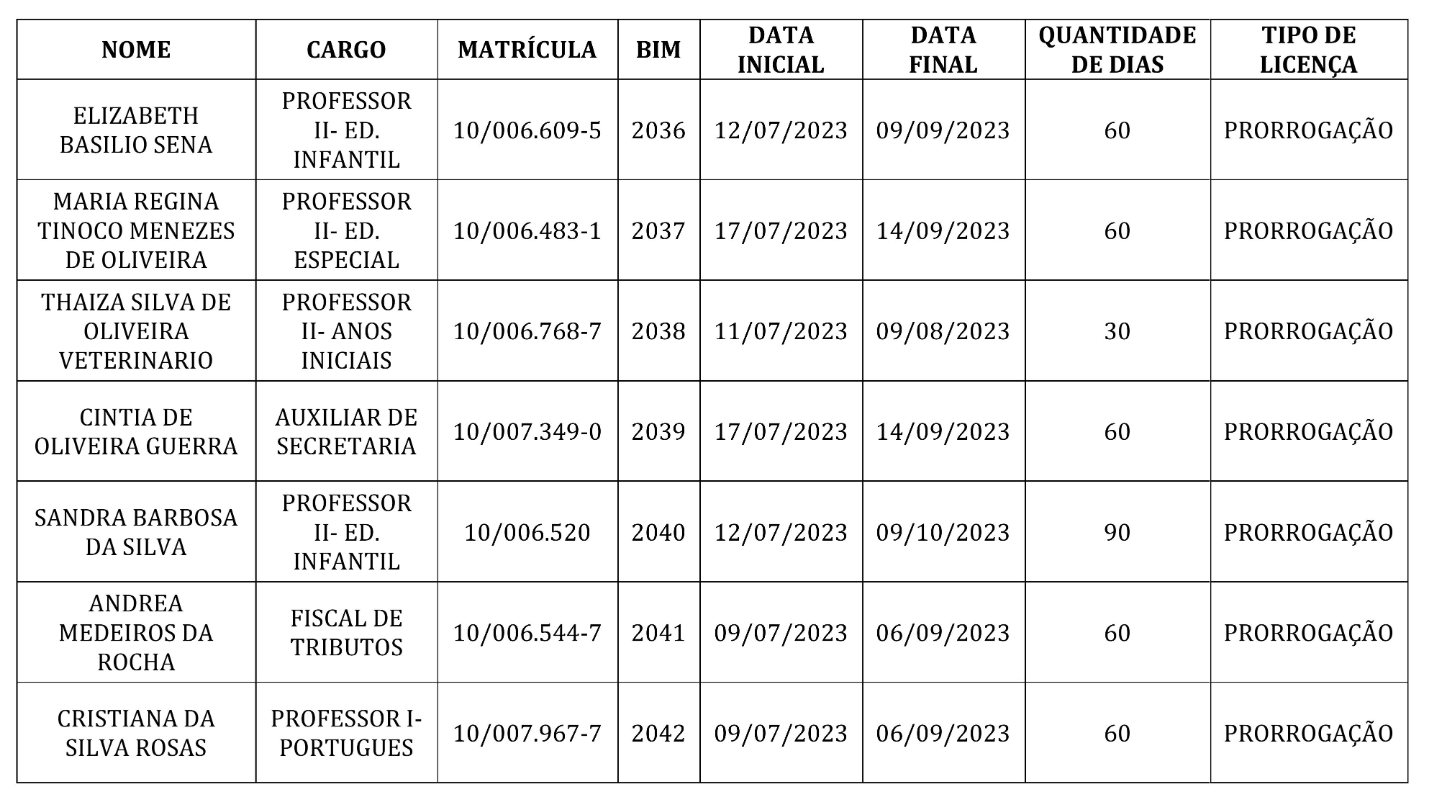 NOME CARGO MATRÍCULA BIM DATA INICIAL DATA FINAL QUANTIDADE DE DIAS TIPO DE LICENÇA
ELIZABETH BASILIO SENA PROFESSOR II- ED. INFANTIL 10/006.609-5 2036 12/07/2023 09/09/2023 60 PRORROGAÇÃO
MARIA REGINA TINOCO MENEZES DE OLIVEIRA PROFESSOR II- ED. ESPECIAL 10/006.483-1 2037 17/07/2023 14/09/2023 60 PRORROGAÇÃO
THAIZA SILVA DE OLIVEIRA VETERINARIO PROFESSOR II- ANOS INICIAIS 10/006.768-7 2038 11/07/2023 09/08/2023 30 PRORROGAÇÃO
CINTIA DE OLIVEIRA GUERRA AUXILIAR DE SECRETARIA 10/007.349-0 2039 17/07/2023 14/09/2023 60 PRORROGAÇÃO
SANDRA BARBOSA DA SILVA PROFESSOR II- ED. INFANTIL 10/006.520 2040 12/07/2023 09/10/2023 90 PRORROGAÇÃO
ANDREA MEDEIROS DA ROCHA FISCAL DE TRIBUTOS 10/006.544-7 2041 09/07/2023 06/09/2023 60 PRORROGAÇÃO
CRISTIANA DA SILVA ROSAS PROFESSOR I- PORTUGUES 10/007.967-7 2042 09/07/2023 06/09/2023 60 PRORROGAÇÃO